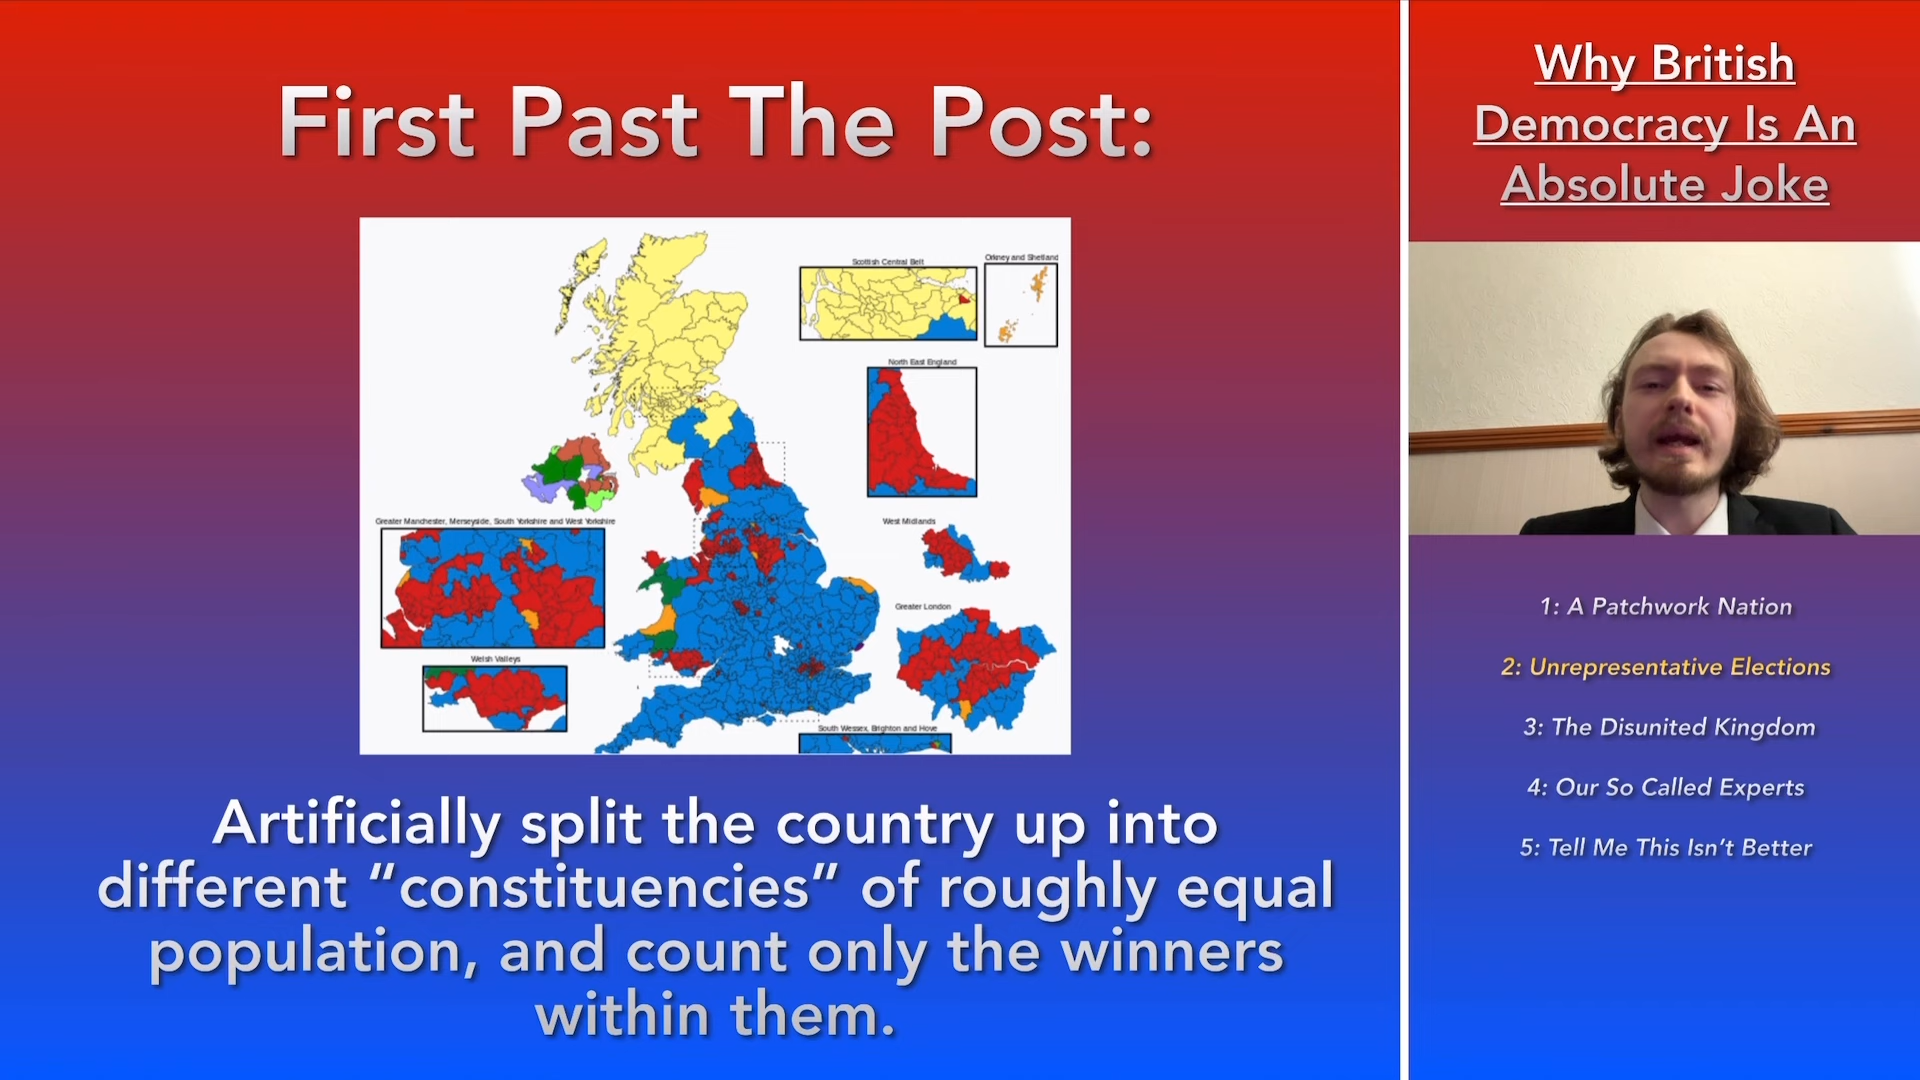 First Past The Post:
Scottish Central Belt
Orkney and Shetland
North East England
Greater Manchester, Merseyside, South Yorkshire and West Yorkshire
West Midlands
Greater London
Welsh Valleys
South Wessex, Brighton and Hove
Artificially split the country up into
different “constituencies” of roughly equal
population, and count only the winners
within them.
Why British
Democracy Is An
Absolute Joke
1: A Patchwork Nation
2: Unrepresentative Elections
3: The Disunited Kingdom
4: Our So Called Experts
5: Tell Me This Isn’t Better